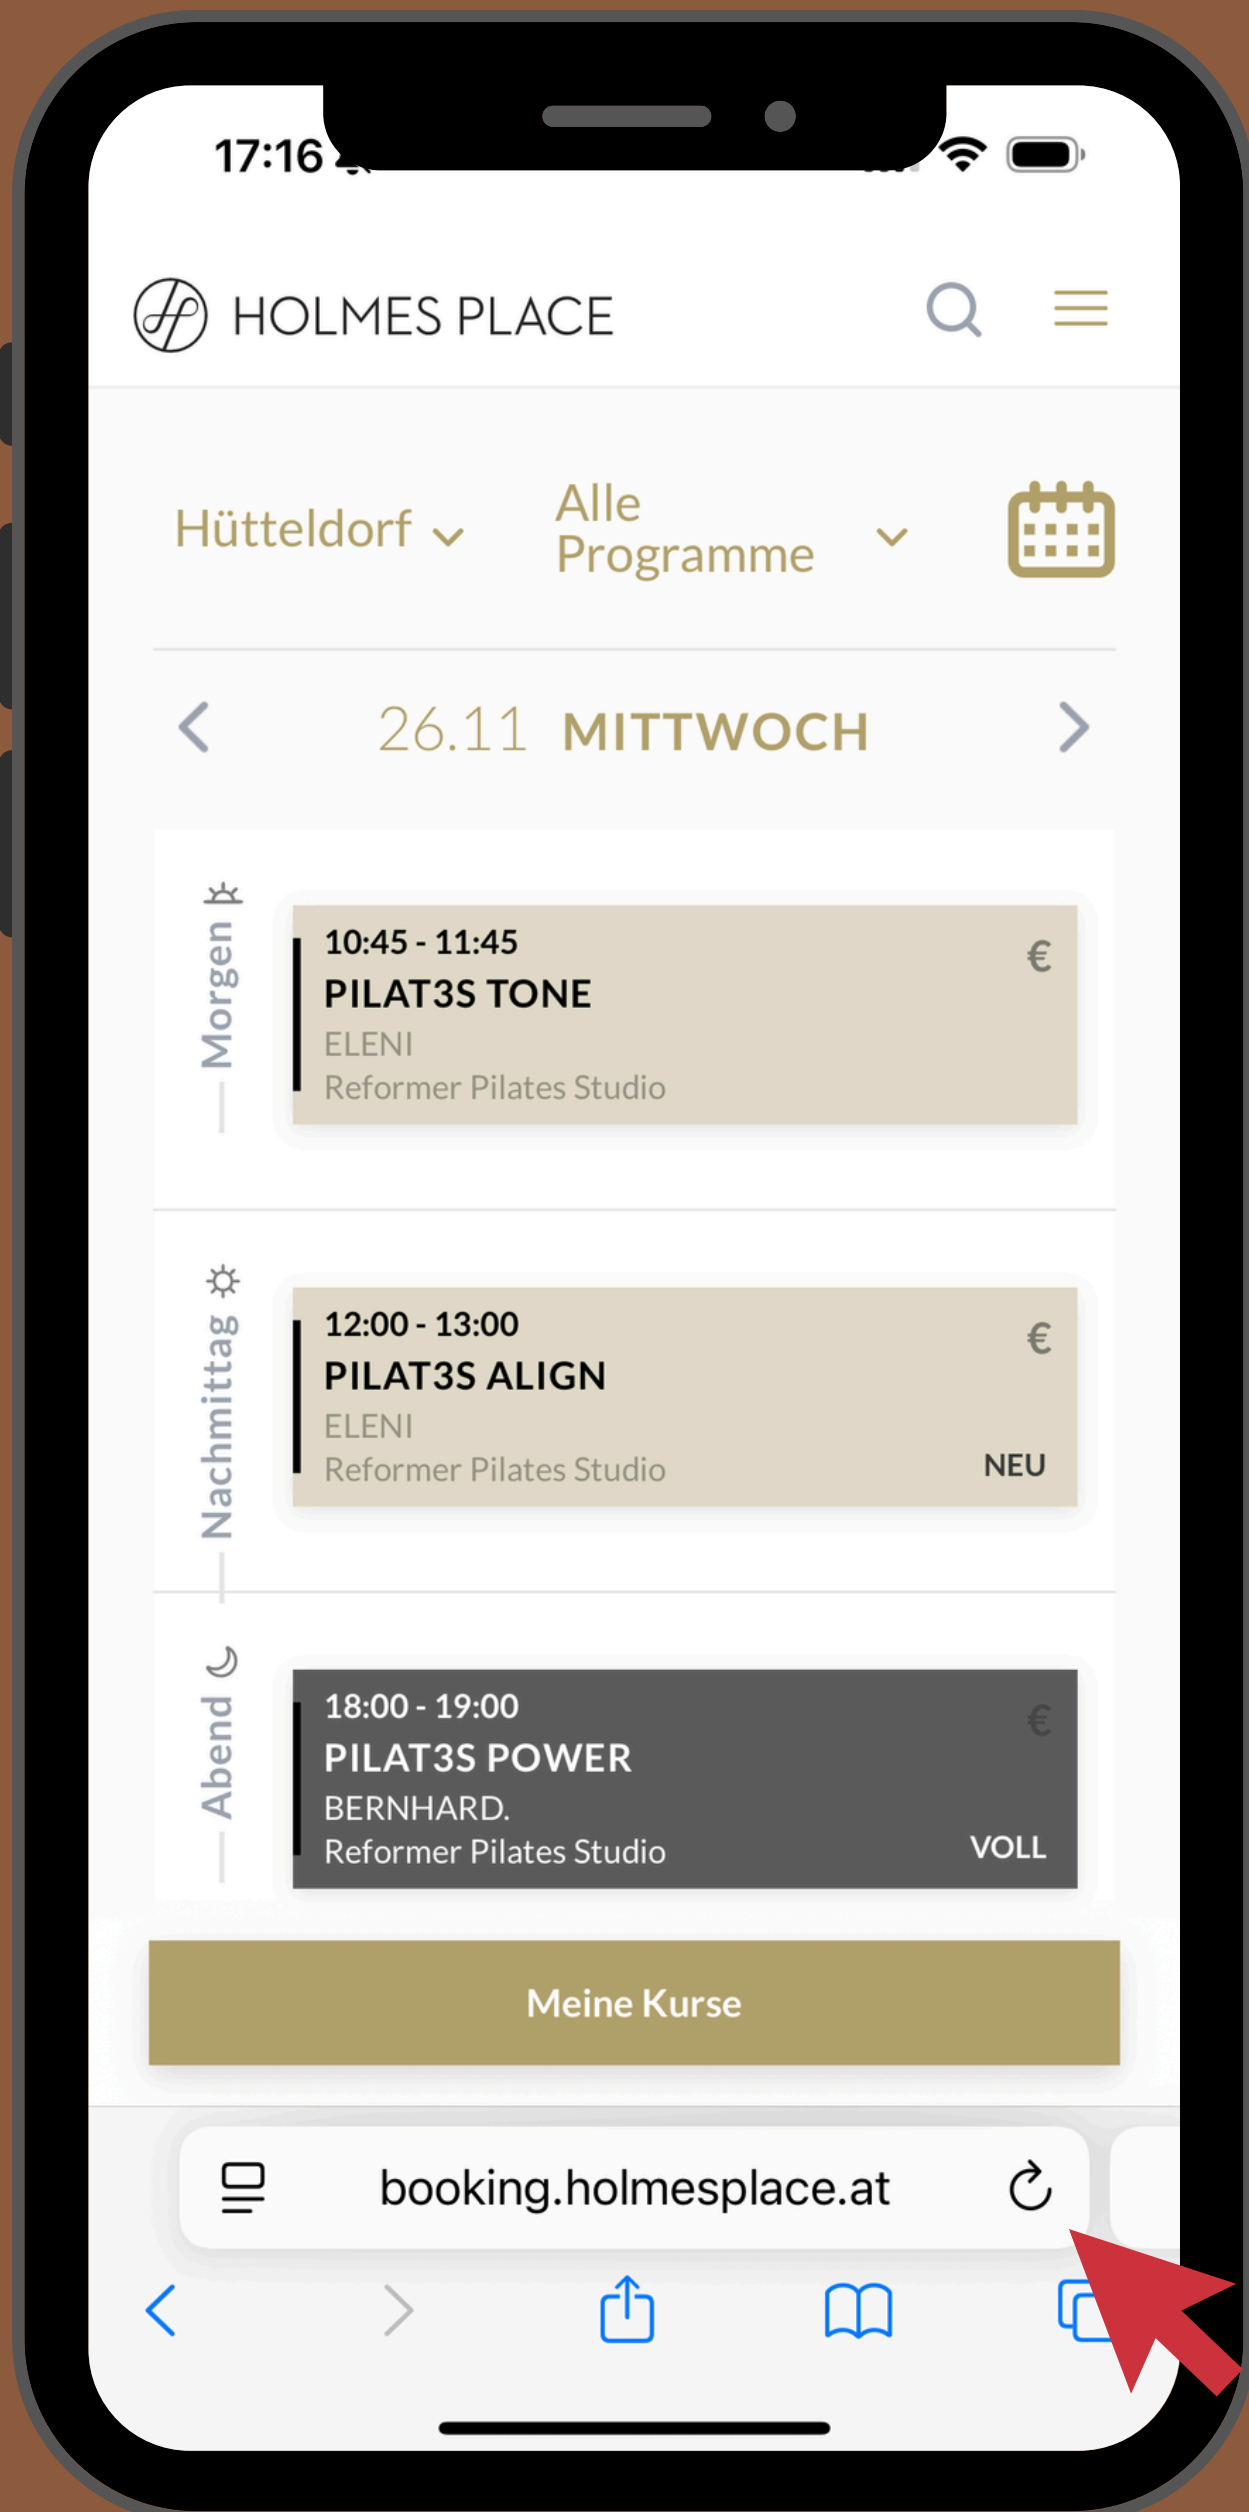 17:16
HOLMES PLACE
Hütteldorf
Alle
Programme
26.11 MITTWOCH
Morgen
10:45 - 11:45
€
PILAT3S TONE
ELENI
Reformer Pilates Studio
Nachmittag
12:00 - 13:00
€
PILAT3S ALIGN
ELENI
Reformer Pilates Studio
NEU
Abend
18:00 - 19:00
€
PILAT3S POWER
BERNHARD.
Reformer Pilates Studio
VOLL
Meine Kurse
booking.holmesplace.at